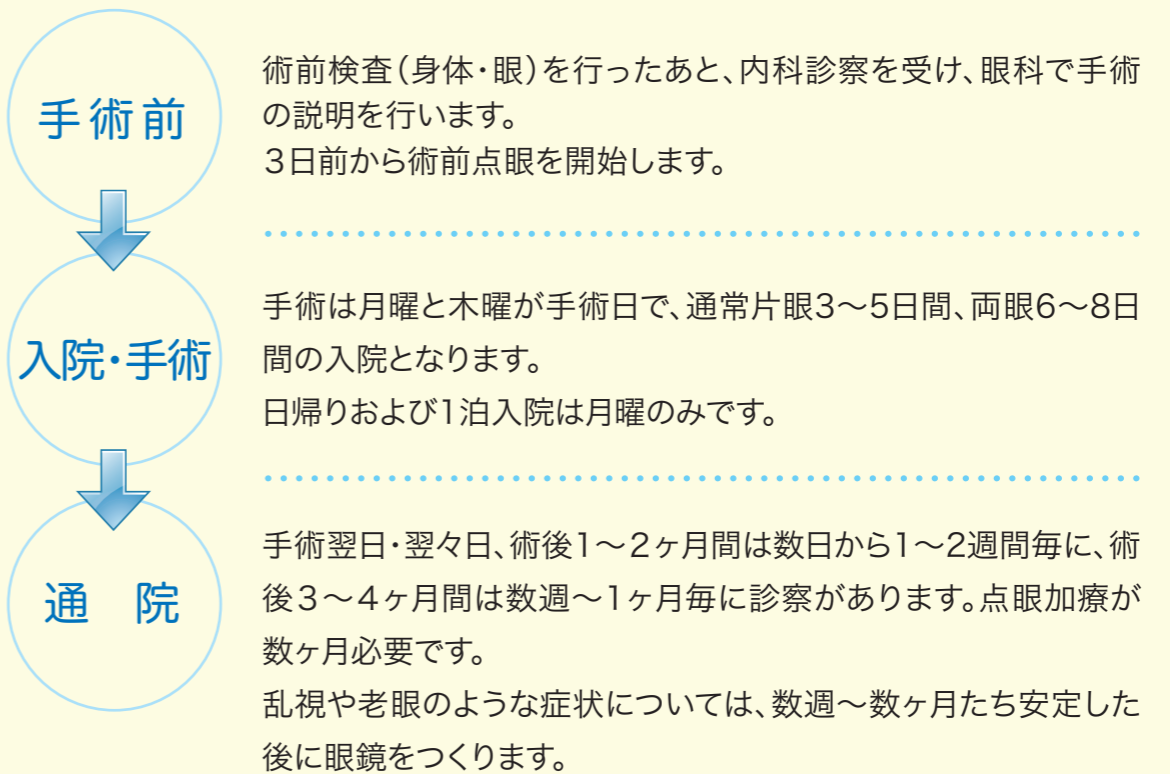 手術前
術前検査（身体・眼）を行ったあと、内科診察を受け、眼科で手術
の説明を行います。
３日前から術前点眼を開始します。
入院・手術
手術は月曜と木曜が手術日で、通常片眼3〜5日間、両眼6〜8日
間の入院となります。
日帰りおよび1泊入院は月曜のみです。
通　院
手術翌日・翌々日、術後1〜2ヶ月間は数日から1〜2週間毎に、術
後３〜４ヶ月間は数週〜1ヶ月毎に診察があります。点眼加療が
数ヶ月必要です。
乱視や老眼のような症状については、数週〜数ヶ月たち安定した
後に眼鏡をつくります。